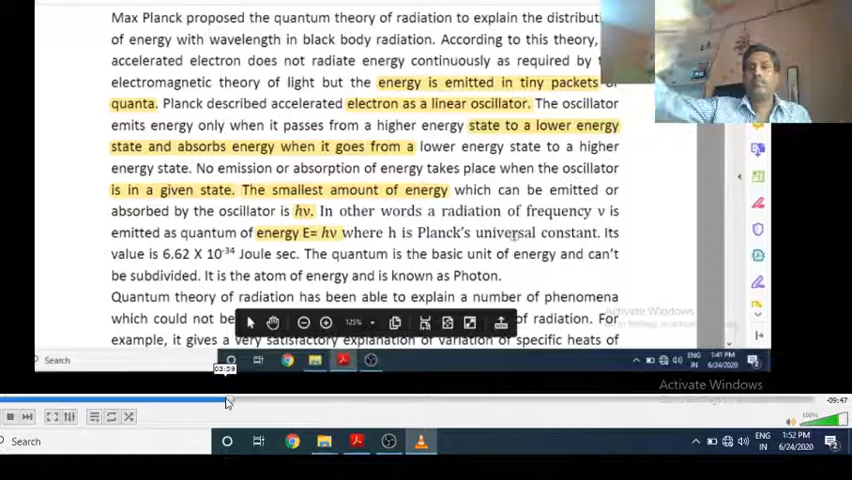 Max Planck proposed the quantum theory of radiation to explain the distributi
of energy with wavelength in black body radiation. According to this theory,
accelerated electron does not radiate energy continuously as required by
electromagnetic theory of light but the energy is emitted in tiny packets
quanta. Planck described accelerated electron as a linear oscillator. The oscillator
emits energy only when it passes from a higher energy state to a lower energy
state and absorbs energy when it goes from a lower energy state to a higher
energy state. No emission or absorption of energy takes place when the oscillator
is in a given state. The smallest amount of energy which can be emitted or
absorbed by the oscillator is hν. In other words a radiation of frequency ν is
emitted as quantum of energy E= hν where h is Planck's universal constant. Its
value is 6.62 X 10⁻³⁴ Joule sec. The quantum is the basic unit of energy and can't
be subdivided. It is the atom of energy and is known as Photon.
Quantum theory of radiation has been able to explain a number of phenomena
which could not be of radiation. For
125%
Activate Windows
example, it gives a very satisfactory explanation of variation of specific heats of
Search
ENG
IN
1:41 PM
6/24/2020
03:59
Activate Windows
-09:47
100%
Search
ENG
IN
1:52 PM
6/24/2020